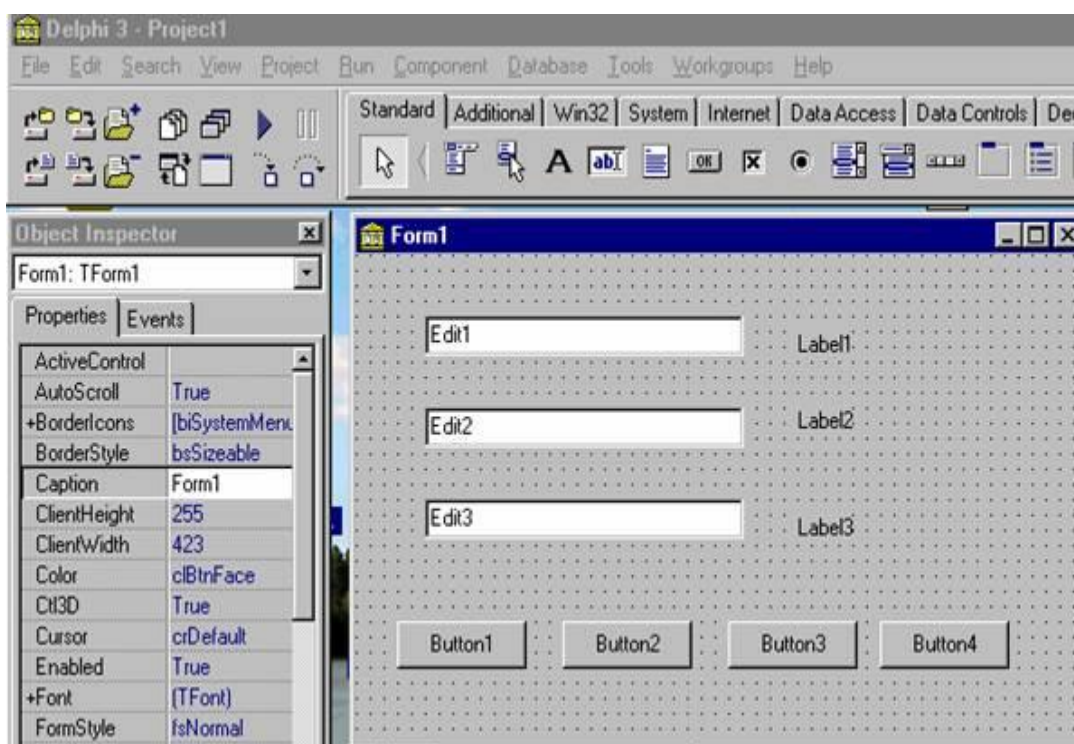 Delphi 3 - Project1
File Edit Search View Project Run Component Database Tools Workgroups Help
Standard Additional Win32 System Internet Data Access Data Controls
A abI OK
Object Inspector
Form1: TForm1
Properties Events
ActiveControl
AutoScroll True
+BorderIcons [biSystemMenu
BorderStyle bsSizeable
Caption Form1
ClientHeight 255
ClientWidth 423
Color clBtnFace
Ctl3D True
Cursor crDefault
Enabled True
+Font (TFont)
FormStyle fsNormal
Form1
Edit1 Label1
Edit2 Label2
Edit3 Label3
Button1 Button2 Button3 Button4